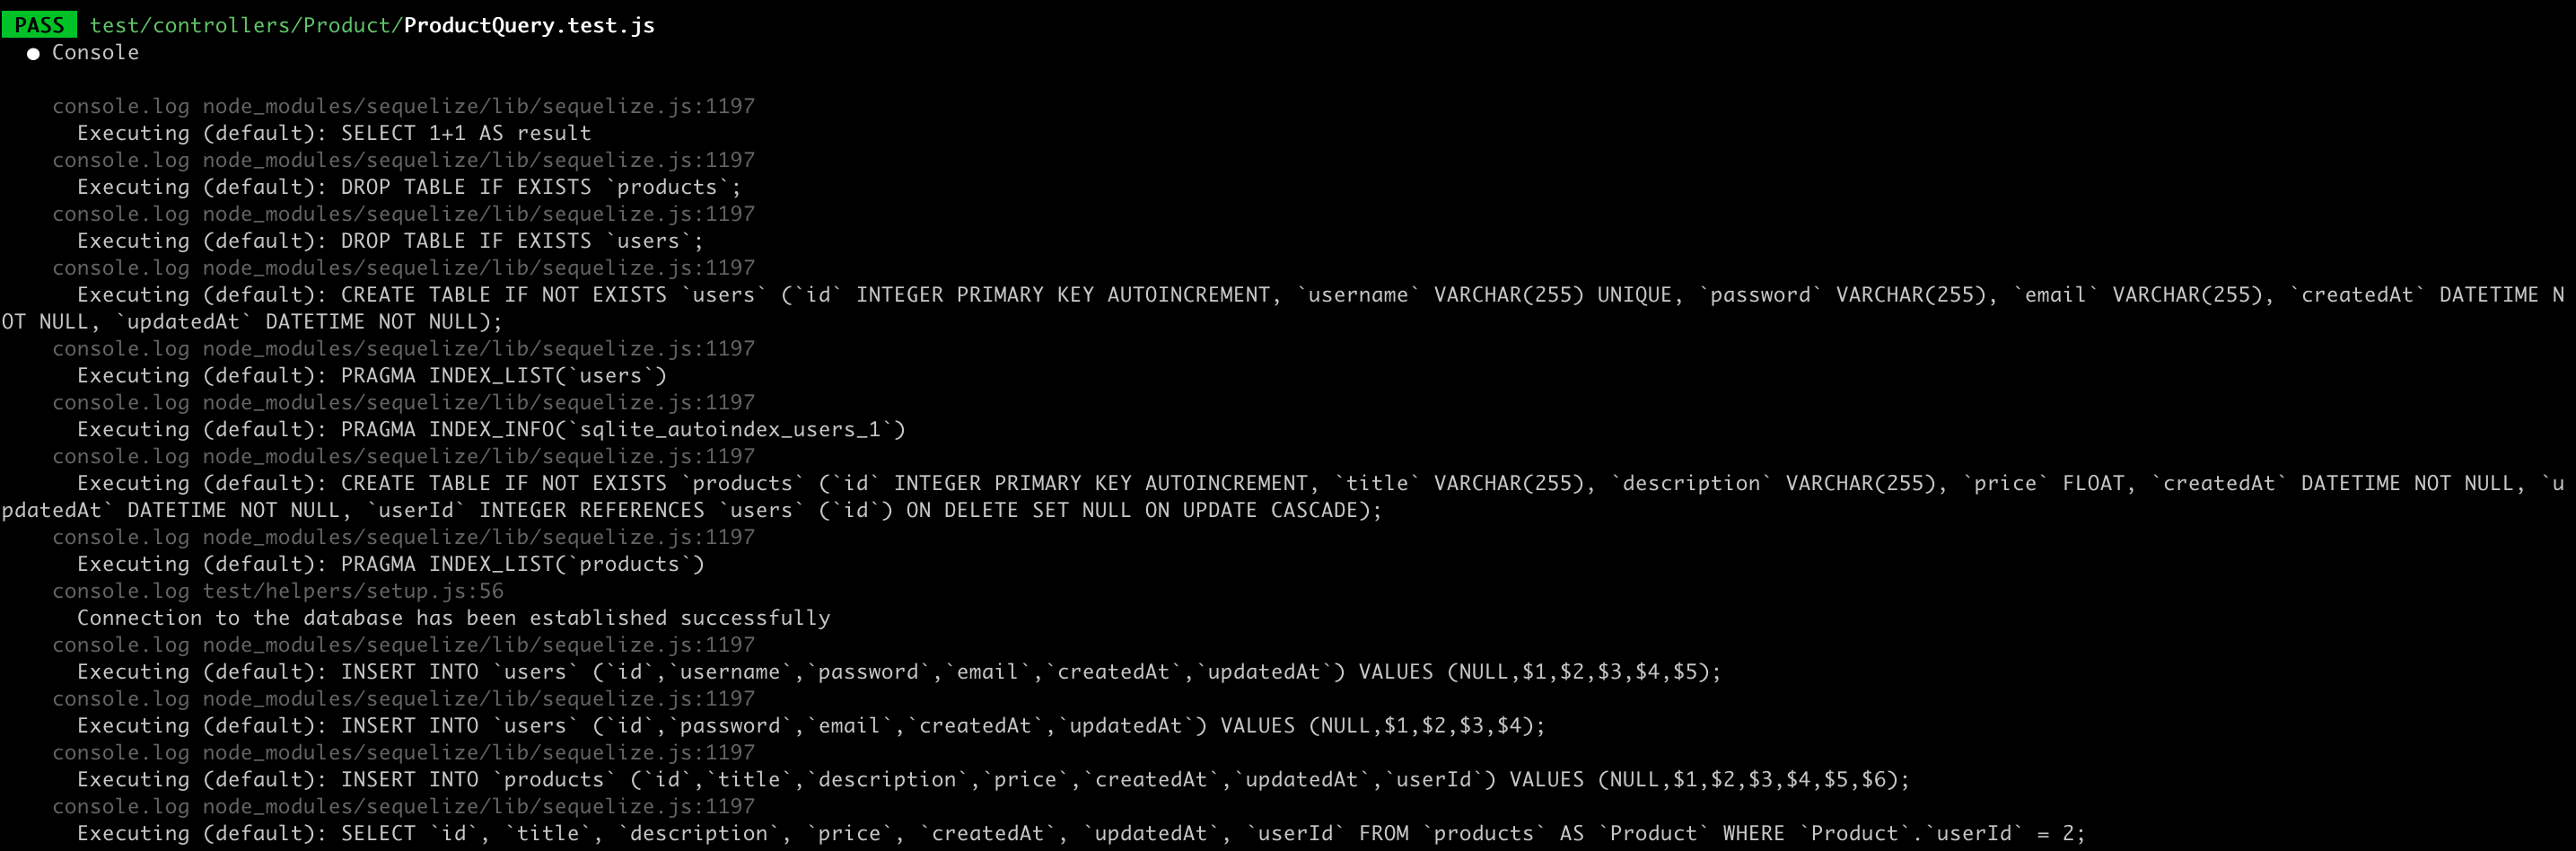 PASS test/controllers/Product/ProductQuery.test.js
● Console
console.log node_modules/sequelize/lib/sequelize.js:1197
Executing (default): SELECT 1+1 AS result
console.log node_modules/sequelize/lib/sequelize.js:1197
Executing (default): DROP TABLE IF EXISTS `products`;
console.log node_modules/sequelize/lib/sequelize.js:1197
Executing (default): DROP TABLE IF EXISTS `users`;
console.log node_modules/sequelize/lib/sequelize.js:1197
Executing (default): CREATE TABLE IF NOT EXISTS `users` (`id` INTEGER PRIMARY KEY AUTOINCREMENT, `username` VARCHAR(255) UNIQUE, `password` VARCHAR(255), `email` VARCHAR(255), `createdAt` DATETIME N
OT NULL, `updatedAt` DATETIME NOT NULL);
console.log node_modules/sequelize/lib/sequelize.js:1197
Executing (default): PRAGMA INDEX_LIST(`users`)
console.log node_modules/sequelize/lib/sequelize.js:1197
Executing (default): PRAGMA INDEX_INFO(`sqlite_autoindex_users_1`)
console.log node_modules/sequelize/lib/sequelize.js:1197
Executing (default): CREATE TABLE IF NOT EXISTS `products` (`id` INTEGER PRIMARY KEY AUTOINCREMENT, `title` VARCHAR(255), `description` VARCHAR(255), `price` FLOAT, `createdAt` DATETIME NOT NULL, `u
pdatedAt` DATETIME NOT NULL, `userId` INTEGER REFERENCES `users` (`id`) ON DELETE SET NULL ON UPDATE CASCADE);
console.log node_modules/sequelize/lib/sequelize.js:1197
Executing (default): PRAGMA INDEX_LIST(`products`)
console.log test/helpers/setup.js:56
Connection to the database has been established successfully
console.log node_modules/sequelize/lib/sequelize.js:1197
Executing (default): INSERT INTO `users` (`id`,`username`,`password`,`email`,`createdAt`,`updatedAt`) VALUES (NULL,$1,$2,$3,$4,$5);
console.log node_modules/sequelize/lib/sequelize.js:1197
Executing (default): INSERT INTO `users` (`id`,`password`,`email`,`createdAt`,`updatedAt`) VALUES (NULL,$1,$2,$3,$4);
console.log node_modules/sequelize/lib/sequelize.js:1197
Executing (default): INSERT INTO `products` (`id`,`title`,`description`,`price`,`createdAt`,`updatedAt`,`userId`) VALUES (NULL,$1,$2,$3,$4,$5,$6);
console.log node_modules/sequelize/lib/sequelize.js:1197
Executing (default): SELECT `id`, `title`, `description`, `price`, `createdAt`, `updatedAt`, `userId` FROM `products` AS `Product` WHERE `Product`.`userId` = 2;